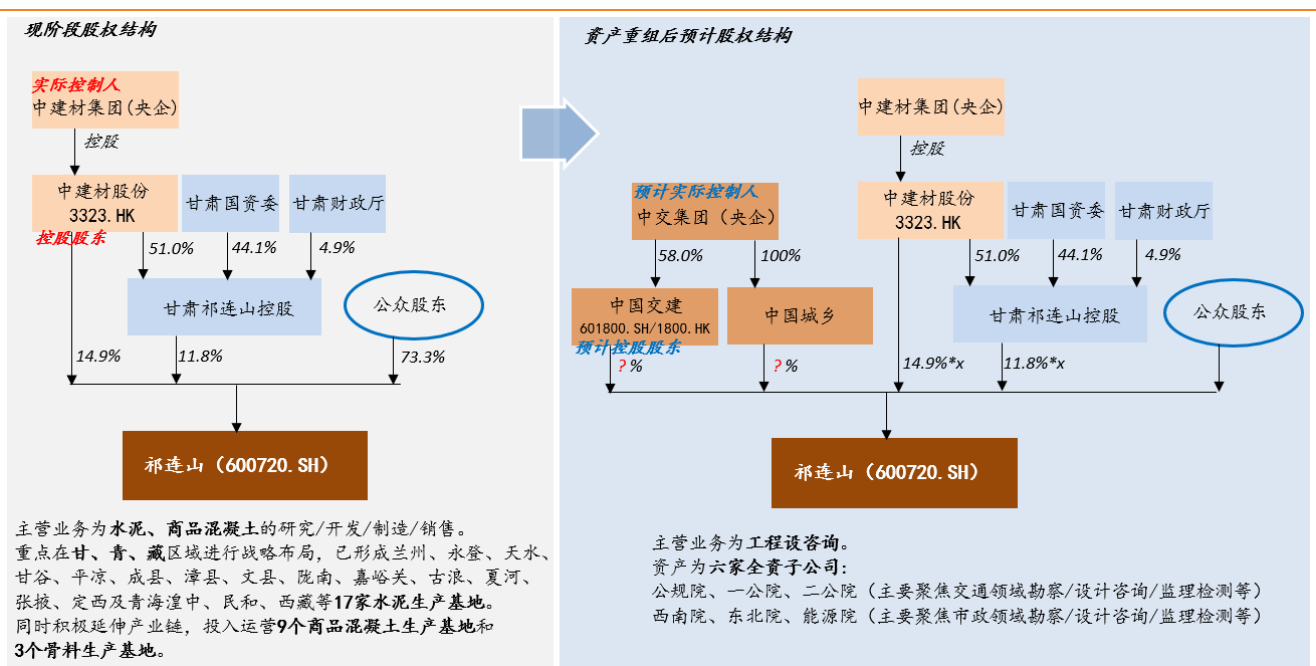 现阶段股权结构
实际控制人
中建材集团(央企)
控股
中建材股份
3323.HK
控股股东
甘肃国资委
甘肃财政厅
51.0%
44.1%
4.9%
甘肃祁连山控股
公众股东
14.9%
11.8%
73.3%
祁连山（600720.SH）
主营业务为水泥、商品混凝土的研究/开发/制造/销售。
重点在甘、青、藏区域进行战略布局，已形成兰州、永登、天水、
甘谷、平凉、成县、漳县、文县、陇南、嘉峪关、古浪、夏河、
张掖、定西及青海湟中、民和、西藏等17家水泥生产基地。
同时积极延伸产业链，投入运营9个商品混凝土生产基地和
3个骨料生产基地。
资产重组后预计股权结构
中建材集团(央企)
控股
预计实际控制人
中交集团（央企）
中建材股份
3323.HK
甘肃国资委
甘肃财政厅
58.0%
100%
51.0%
44.1%
4.9%
中国交建
601800.SH/1800.HK
预计控股股东
中国城乡
甘肃祁连山控股
公众股东
?%
?%
14.9%*x
11.8%*x
祁连山（600720.SH）
主营业务为工程设咨询。
资产为六家全资子公司：
公规院、一公院、二公院（主要聚焦交通领域勘察/设计咨询/监理检测等）
西南院、东北院、能源院（主要聚焦市政领域勘察/设计咨询/监理检测等）